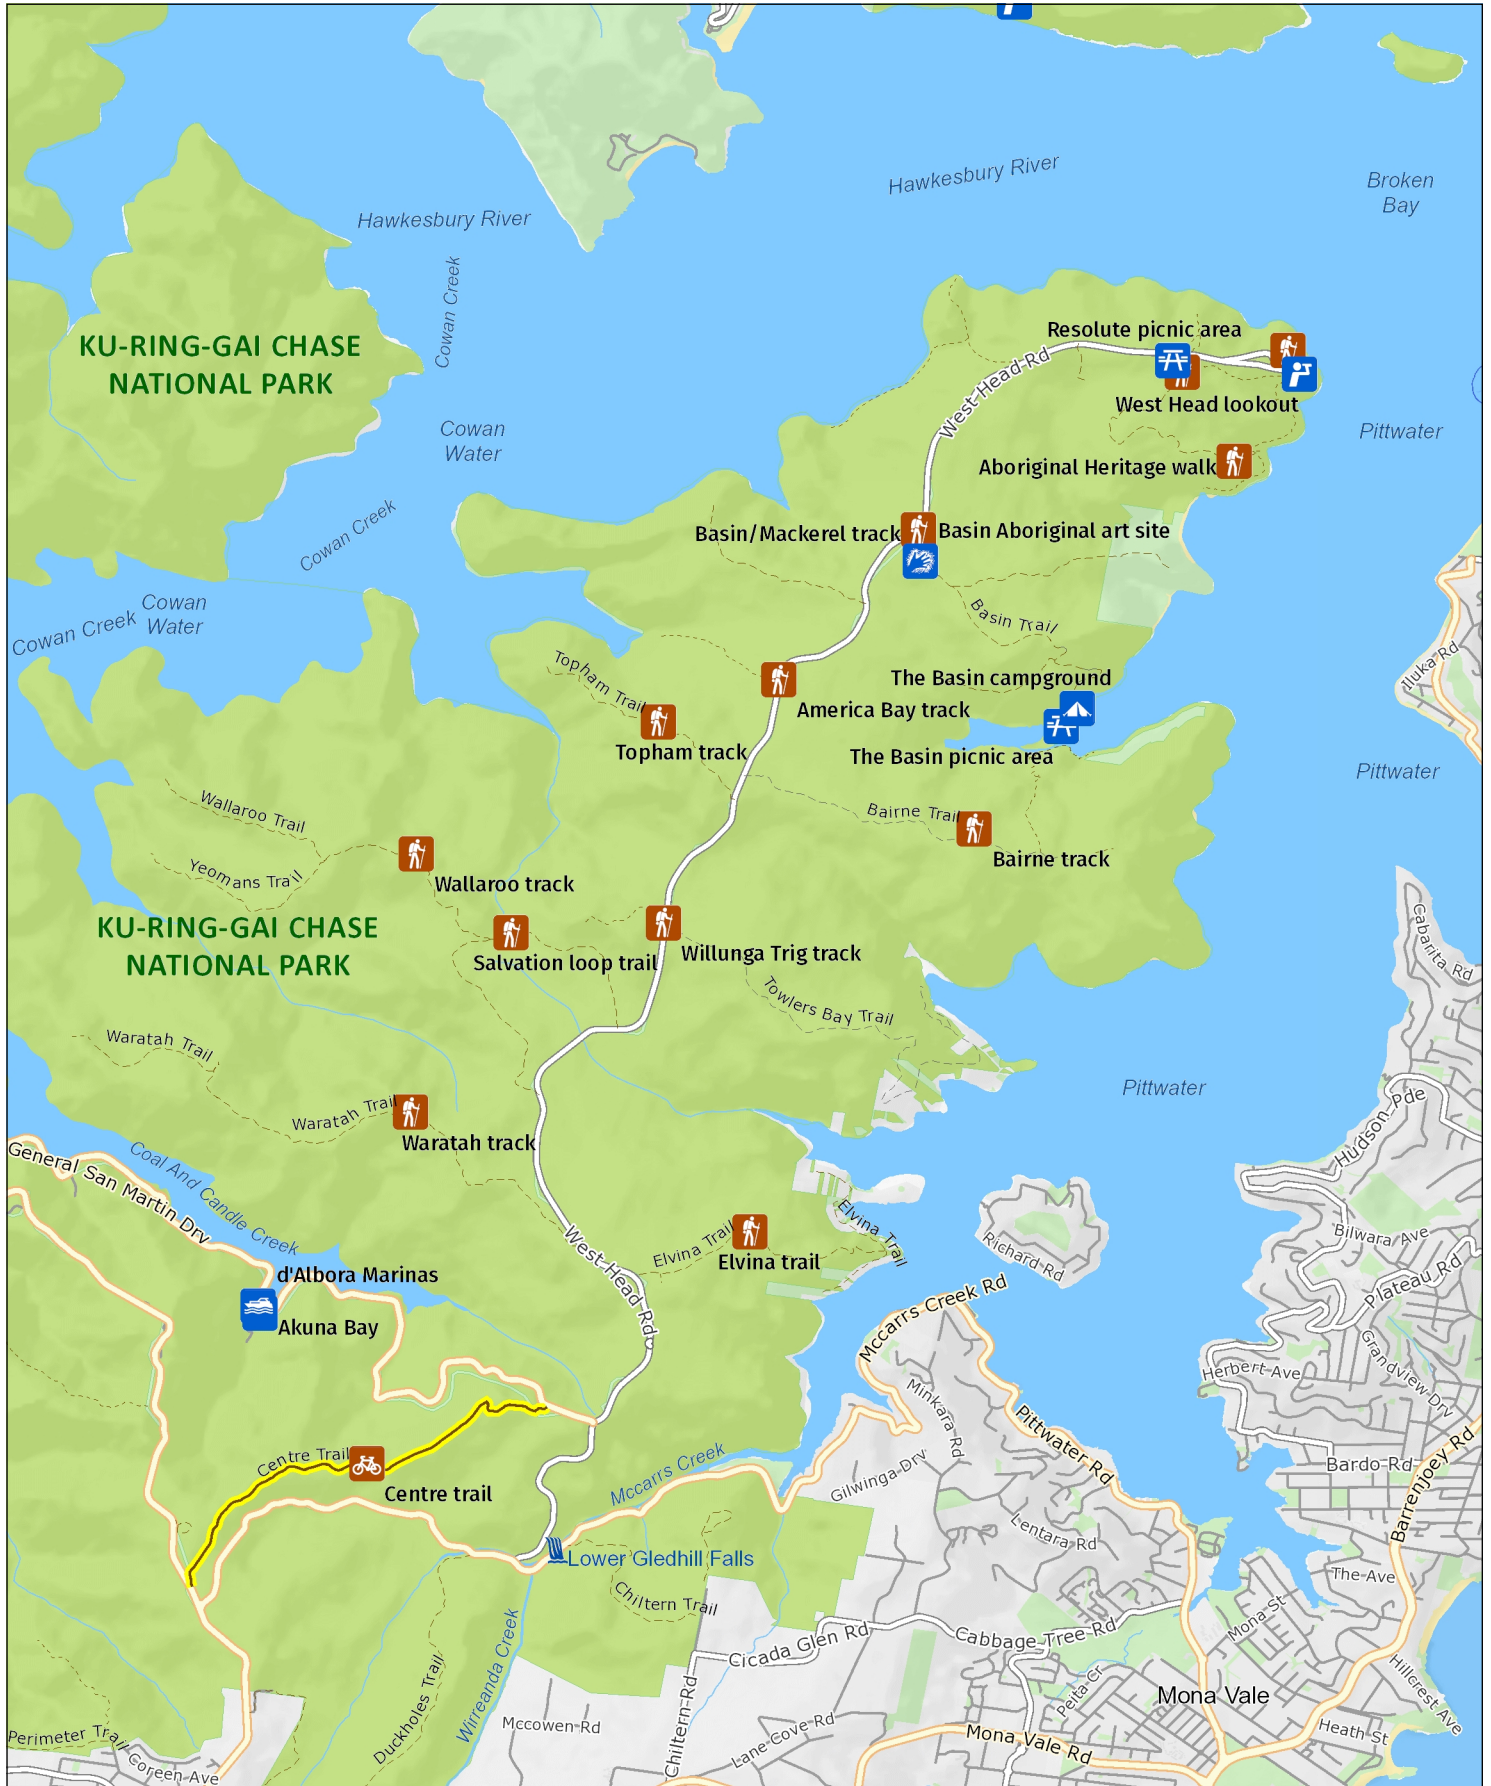 Hawkesbury River
Broken
Bay
Hawkesbury River
Cowan Creek
KU-RING-GAI CHASE
NATIONAL PARK
Resolute picnic area
West Head Rd
West Head lookout
Cowan
Water
Pittwater
Aboriginal Heritage walk
Cowan Creek
Basin/Mackerel track
Basin Aboriginal art site
Cowan
Water
Cowan Creek
Basin Trail
Iluka Rd
Topham Trail
The Basin campground
America Bay track
Topham track
The Basin picnic area
Pittwater
Wallaroo Trail
Bairne Trail
Bairne track
Yeomans Trail
Wallaroo track
KU-RING-GAI CHASE
NATIONAL PARK
Salvation loop trail
Willunga Trig track
Cabarita Rd
Towlers Bay Trail
Waratah Trail
Pittwater
Waratah Trail
Waratah track
Hudson Pde
General San Martin Drv
Coal And Candle Creek
West Head Rd
Elvina Trail
Elvina trail
Elvina Trail
Richard Rd
Bilwara Ave
Plateau Rd
d'Albora Marinas
Akuna Bay
Mccarrs Creek Rd
Grandview Drv
Herbert Ave
Minkara Rd
Pittwater Rd
Centre Trail
Centre trail
Mccarrs Creek
Gilwinga Drv
Bardo Rd
Barrenjoey Rd
Lentara Rd
Lower Gledhill Falls
The Ave
Chiltern Trail
Mona St
Cicada Glen Rd
Cabbage Tree Rd
Wirreanda Creek
Duckholes Trail
Peita Cr
Mona Vale
Hillcrest Ave
Mccowen Rd
Chiltern Rd
Lane Cove Rd
Mona Vale Rd
Heath St
Perimeter Trail
Coreen Ave